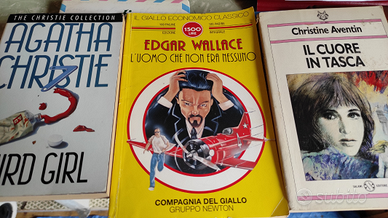 THE CHRISTIE COLLECTION
AGATHA
CHRISTIE
IRD GIRL
IL GIALLO ECONOMICO CLASSICO
1500
LIRE
EDGAR WALLACE
L'UOMO CHE NON ERA NESSUNO
COMPAGNIA DEL GIALLO
GRUPPO NEWTON
Christine Aventin
IL CUORE
IN TASCA